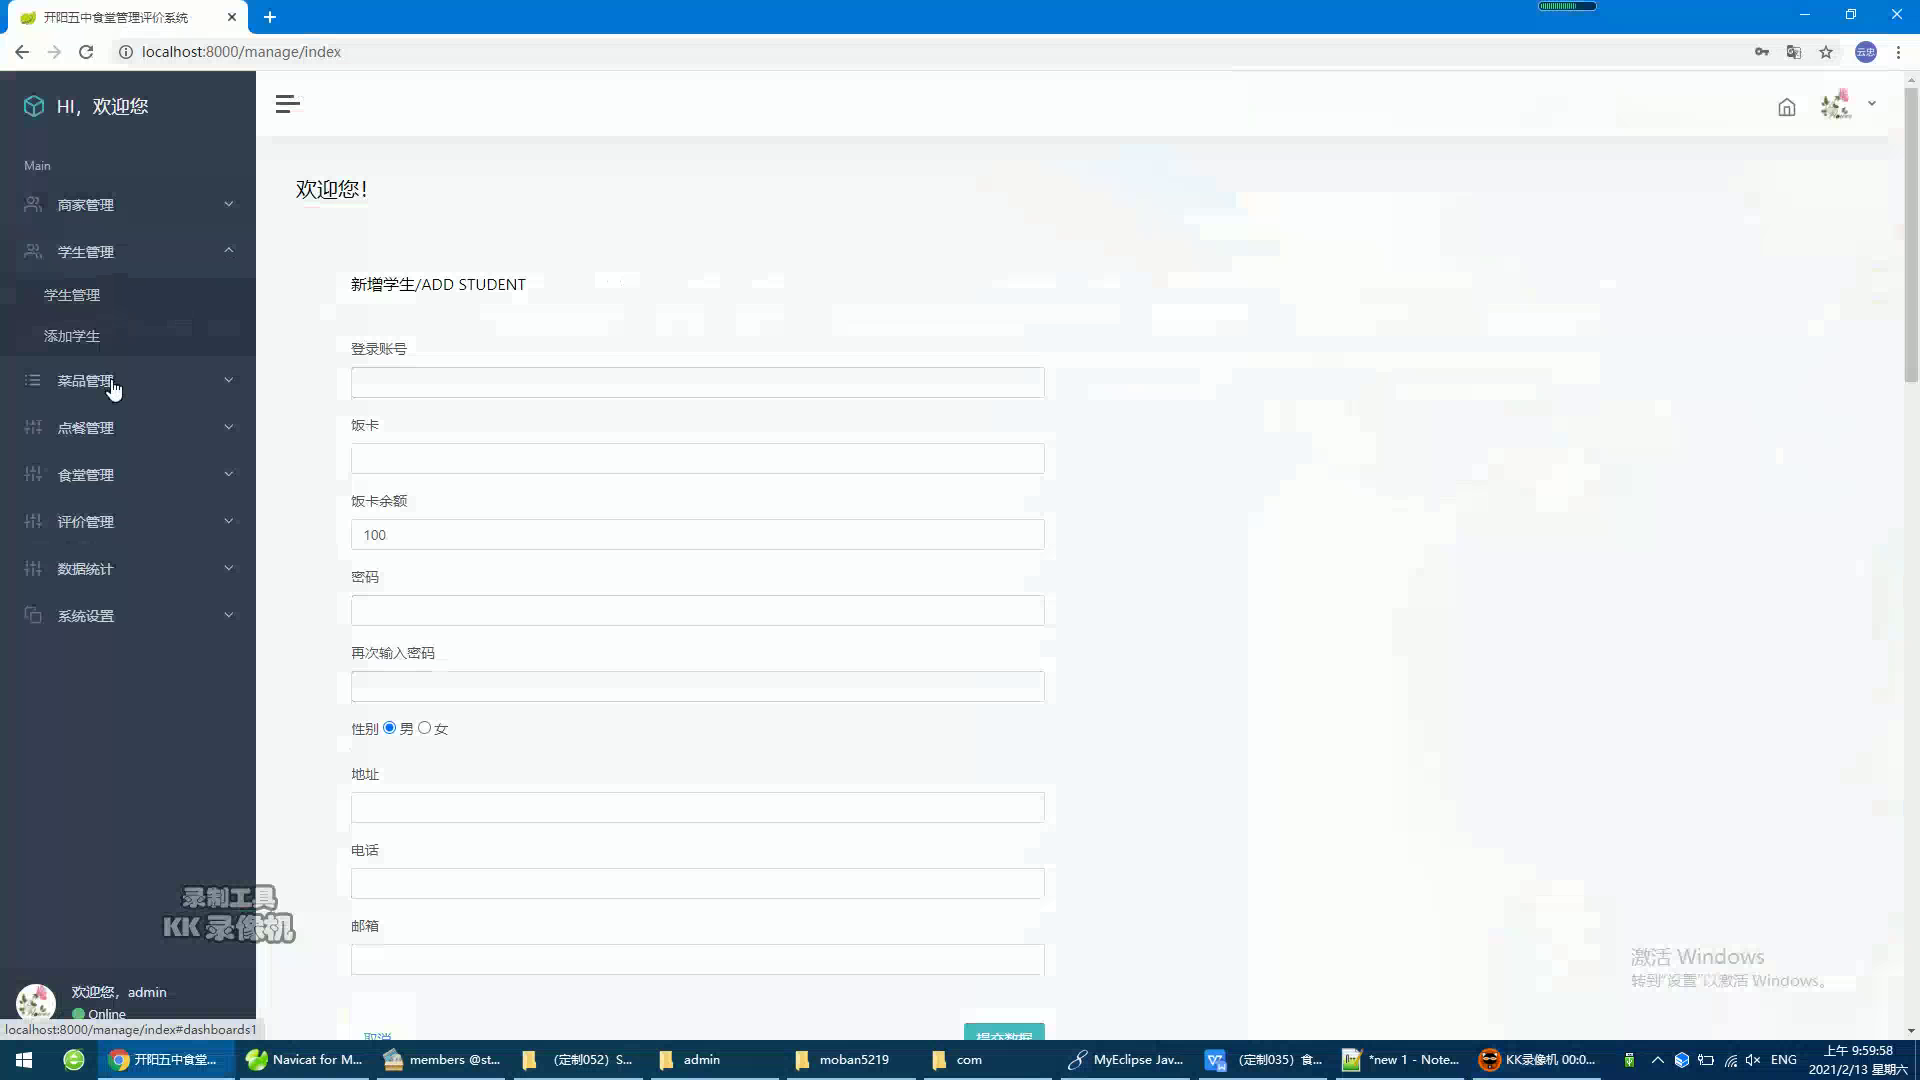 开阳五中食堂管理评价系统
localhost:8000/manage/index
云忠
HI，欢迎您
Main
商家管理
学生管理
学生管理
添加学生
菜品管理
点餐管理
食堂管理
评价管理
数据统计
系统设置
欢迎您！
新增学生/ADD STUDENT
登录账号
饭卡
饭卡余额
100
密码
再次输入密码
性别 男 女
地址
电话
邮箱
取消
提交数据
录制工具
KK 录像机
激活 Windows
转到"设置"以激活 Windows。
欢迎您，admin
Online
localhost:8000/manage/index#dashboards1
开阳五中食堂...
Navicat for M...
members @st...
（定制052）S...
admin
moban5219
com
MyEclipse Jav...
（定制035）食...
*new 1 - Note...
KK录像机 00:0...
ENG
上午 9:59:58
2021/2/13 星期六